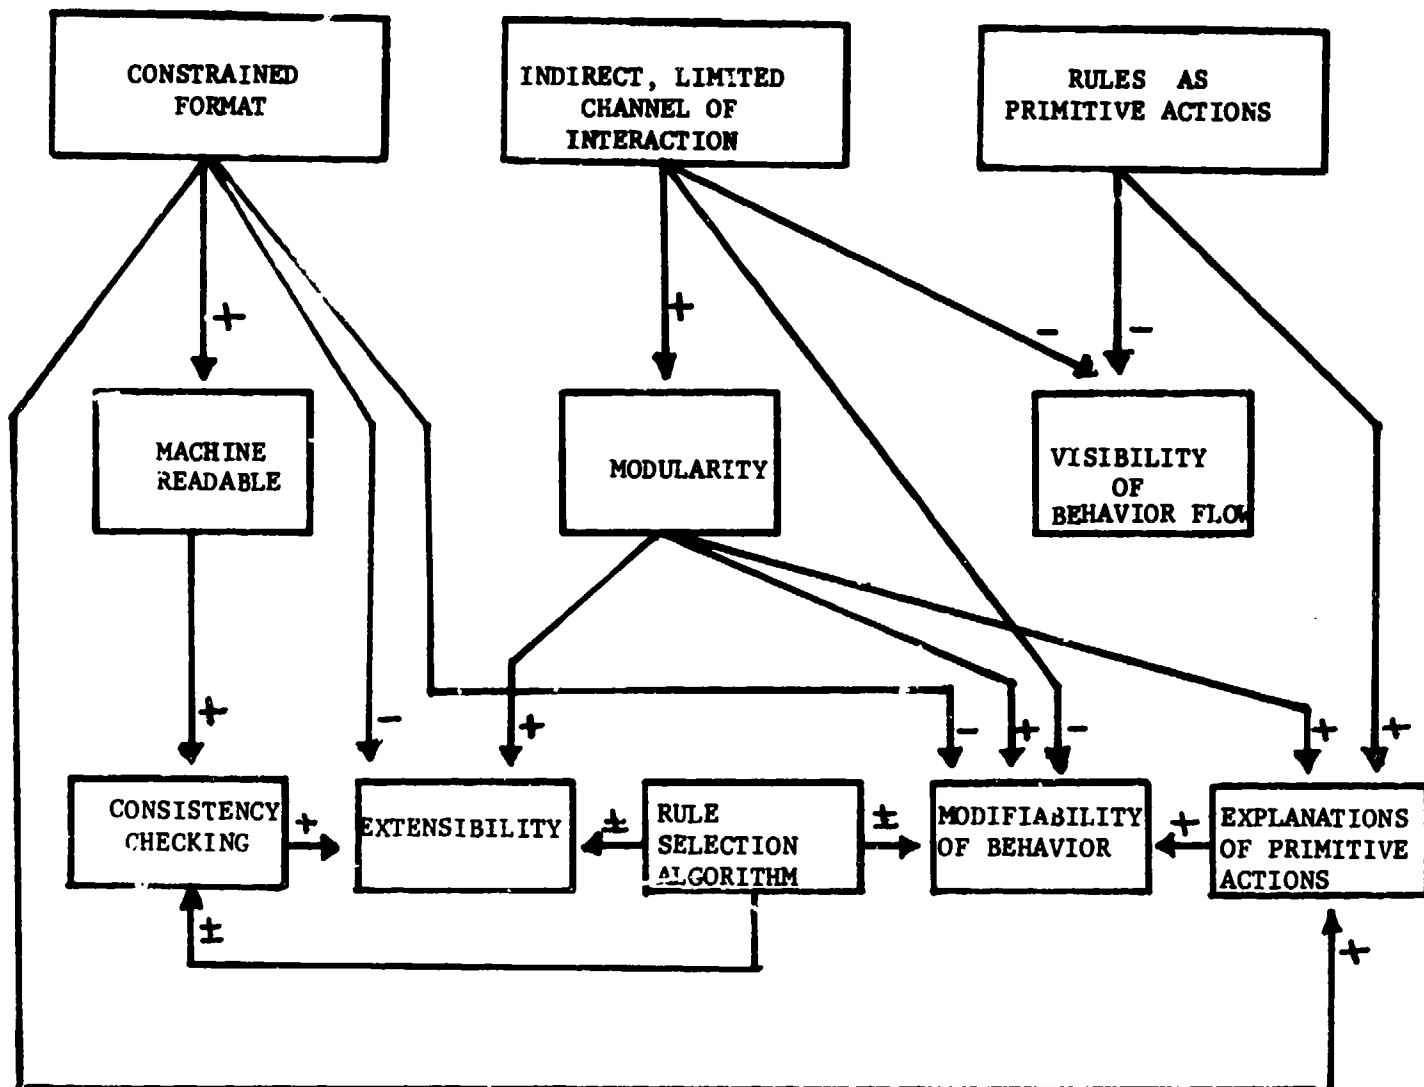 CONSTRAINED
FORMAT
INDIRECT, LIMITED
CHANNEL OF
INTERACTION
RULES AS
PRIMITIVE ACTIONS
+
+
-
-
MACHINE
READABLE
MODULARITY
VISIBILITY
OF
BEHAVIOR FLOW
+
-
+
-
+
-
+
+
CONSISTENCY
CHECKING
+
EXTENSIBILITY
±
RULE
SELECTION
ALGORITHM
±
MODIFIABILITY
OF BEHAVIOR
+
EXPLANATIONS
OF PRIMITIVE
ACTIONS
±
+